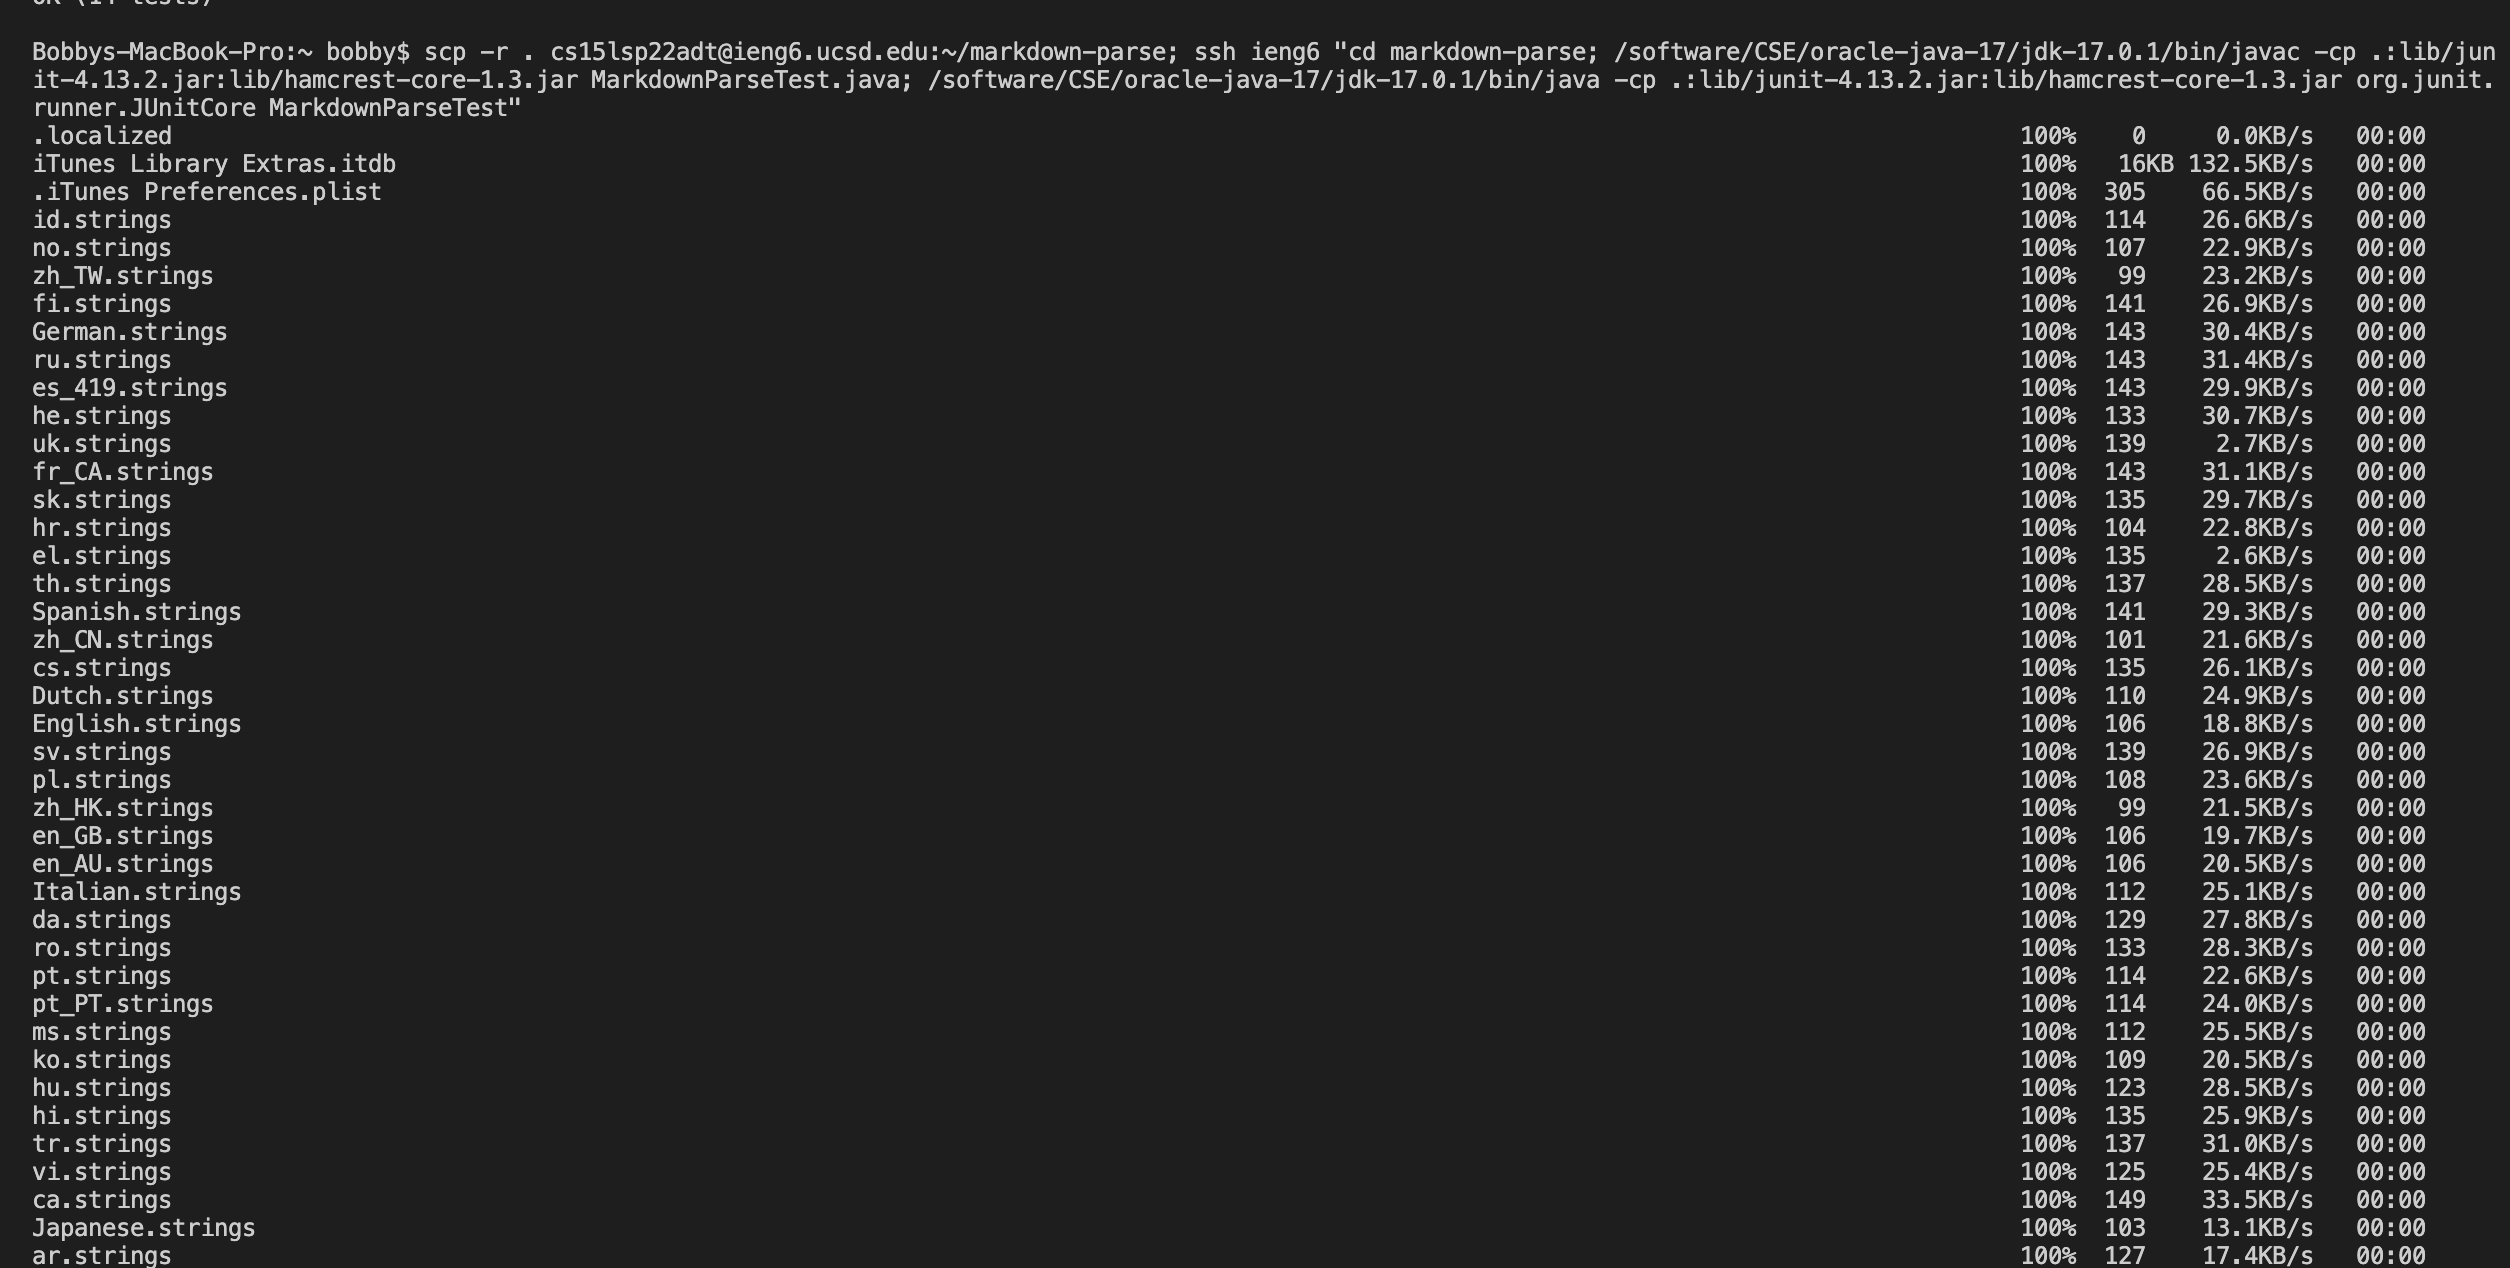 OK (14 tests)
Bobbys-MacBook-Pro:~ bobby$ scp -r . cs15lsp22adt@ieng6.ucsd.edu:~/markdown-parse; ssh ieng6 "cd markdown-parse; /software/CSE/oracle-java-17/jdk-17.0.1/bin/javac -cp .:lib/jun
it-4.13.2.jar:lib/hamcrest-core-1.3.jar MarkdownParseTest.java; /software/CSE/oracle-java-17/jdk-17.0.1/bin/java -cp .:lib/junit-4.13.2.jar:lib/hamcrest-core-1.3.jar org.junit.
runner.JUnitCore MarkdownParseTest"
.localized 100% 0 0.0KB/s 00:00
iTunes Library Extras.itdb 100% 16KB 132.5KB/s 00:00
.iTunes Preferences.plist 100% 305 66.5KB/s 00:00
id.strings 100% 114 26.6KB/s 00:00
no.strings 100% 107 22.9KB/s 00:00
zh_TW.strings 100% 99 23.2KB/s 00:00
fi.strings 100% 141 26.9KB/s 00:00
German.strings 100% 143 30.4KB/s 00:00
ru.strings 100% 143 31.4KB/s 00:00
es_419.strings 100% 143 29.9KB/s 00:00
he.strings 100% 133 30.7KB/s 00:00
uk.strings 100% 139 2.7KB/s 00:00
fr_CA.strings 100% 143 31.1KB/s 00:00
sk.strings 100% 135 29.7KB/s 00:00
hr.strings 100% 104 22.8KB/s 00:00
el.strings 100% 135 2.6KB/s 00:00
th.strings 100% 137 28.5KB/s 00:00
Spanish.strings 100% 141 29.3KB/s 00:00
zh_CN.strings 100% 101 21.6KB/s 00:00
cs.strings 100% 135 26.1KB/s 00:00
Dutch.strings 100% 110 24.9KB/s 00:00
English.strings 100% 106 18.8KB/s 00:00
sv.strings 100% 139 26.9KB/s 00:00
pl.strings 100% 108 23.6KB/s 00:00
zh_HK.strings 100% 99 21.5KB/s 00:00
en_GB.strings 100% 106 19.7KB/s 00:00
en_AU.strings 100% 106 20.5KB/s 00:00
Italian.strings 100% 112 25.1KB/s 00:00
da.strings 100% 129 27.8KB/s 00:00
ro.strings 100% 133 28.3KB/s 00:00
pt.strings 100% 114 22.6KB/s 00:00
pt_PT.strings 100% 114 24.0KB/s 00:00
ms.strings 100% 112 25.5KB/s 00:00
ko.strings 100% 109 20.5KB/s 00:00
hu.strings 100% 123 28.5KB/s 00:00
hi.strings 100% 135 25.9KB/s 00:00
tr.strings 100% 137 31.0KB/s 00:00
vi.strings 100% 125 25.4KB/s 00:00
ca.strings 100% 149 33.5KB/s 00:00
Japanese.strings 100% 103 13.1KB/s 00:00
ar.strings 100% 127 17.4KB/s 00:00